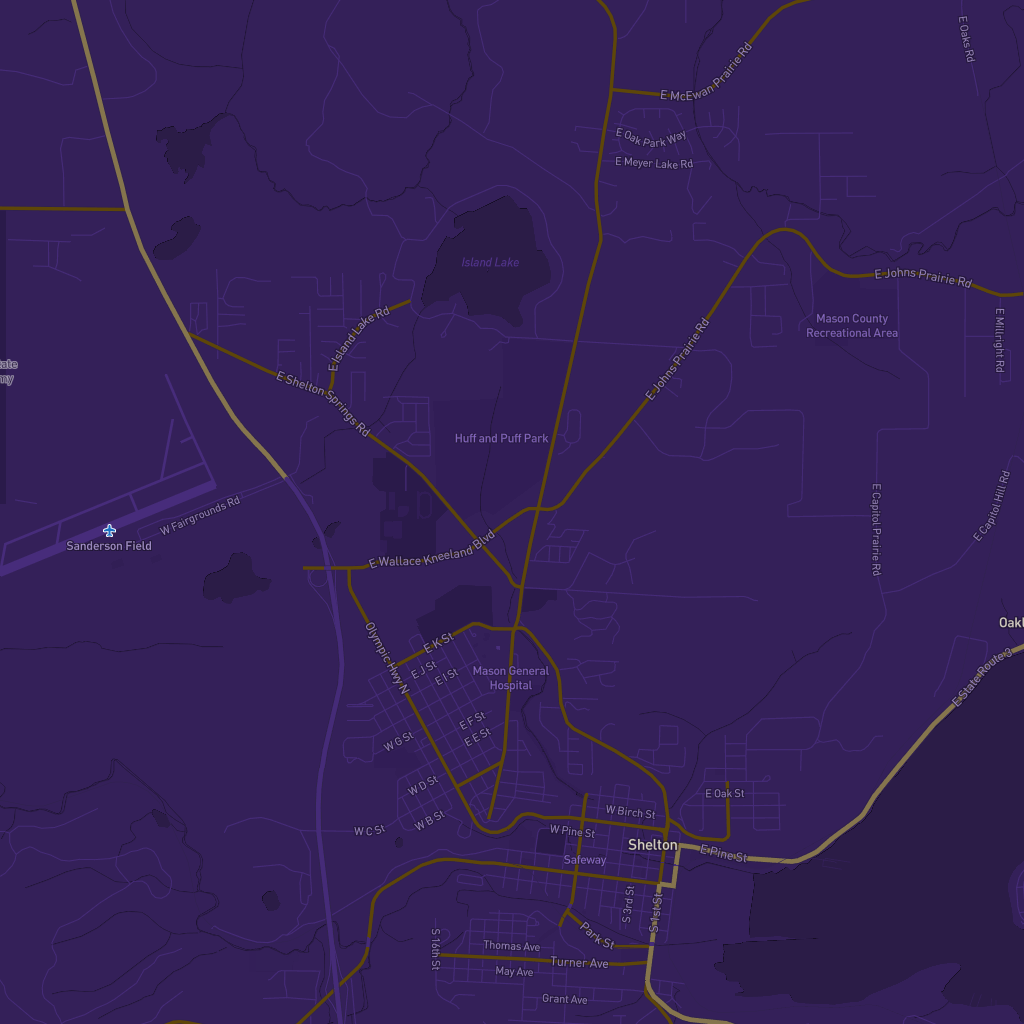 E Oaks Rd
E McEwan Prairie Rd
E Oak Park Way
E Meyer Lake Rd
Island Lake
E Johns Prairie Rd
Mason County
Recreational Area
E Island Lake Rd
E Millright Rd
E Johns Prairie Rd
E Shelton Springs Rd
Huff and Puff Park
E Capitol Prairie Rd
E Capitol Hill Rd
W Fairgrounds Rd
Sanderson Field
E Wallace Kneeland Blvd
Olympic Hwy N
E K St
E J St
E I St
Mason General
Hospital
E State Route 3
E F St
E E St
W G St
W D St
W B St
W C St
E Oak St
W Birch St
W Pine St
Shelton
E Pine St
Safeway
S 3rd St
S 1st St
Park St
S 16th St
Thomas Ave
Turner Ave
May Ave
Grant Ave